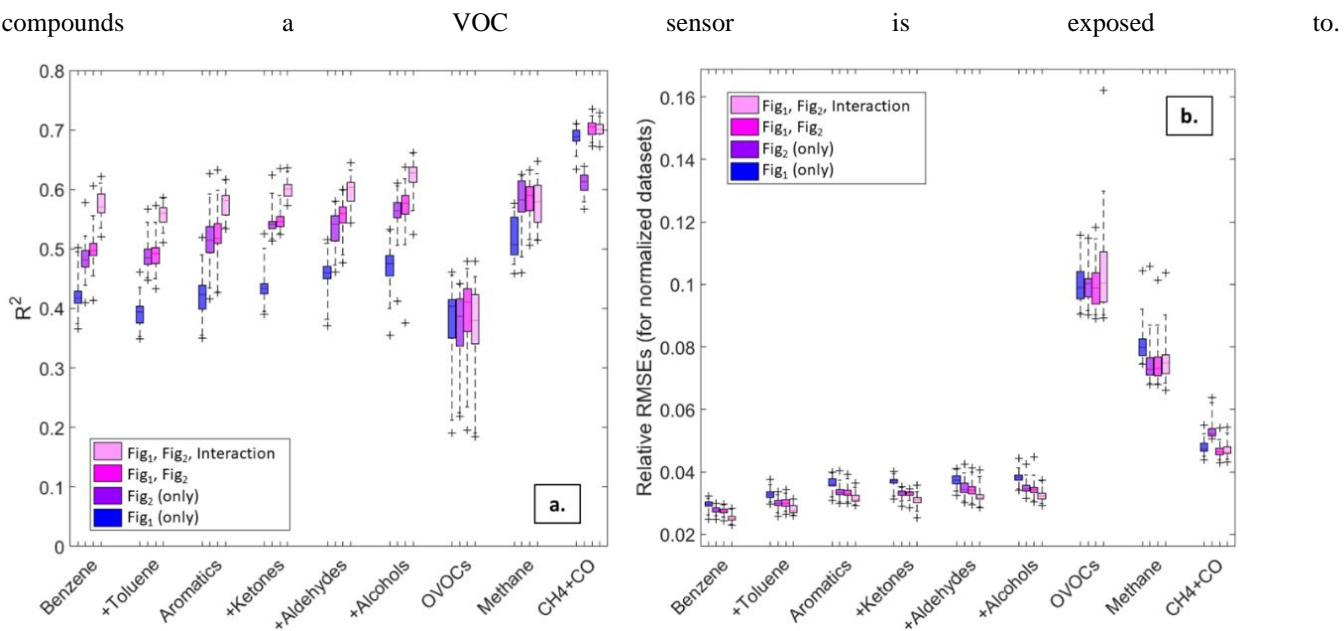 compounds a VOC sensor is exposed to.
0.8
0.7
0.6
0.5
0.4
0.3
0.2
0.1
0
R²
Fig₁, Fig₂, Interaction
Fig₁, Fig₂
Fig₂ (only)
Fig₁ (only)
a.
Benzene
+Toluene
Aromatics
+Ketones
+Aldehydes
+Alcohols
OVOCs
Methane
CH4+CO
0.16
0.14
0.12
0.1
0.08
0.06
0.04
0.02
Relative RMSEs (for normalized datasets)
Fig₁, Fig₂, Interaction
Fig₁, Fig₂
Fig₂ (only)
Fig₁ (only)
b.
Benzene
+Toluene
Aromatics
+Ketones
+Aldehydes
+Alcohols
OVOCs
Methane
CH4+CO